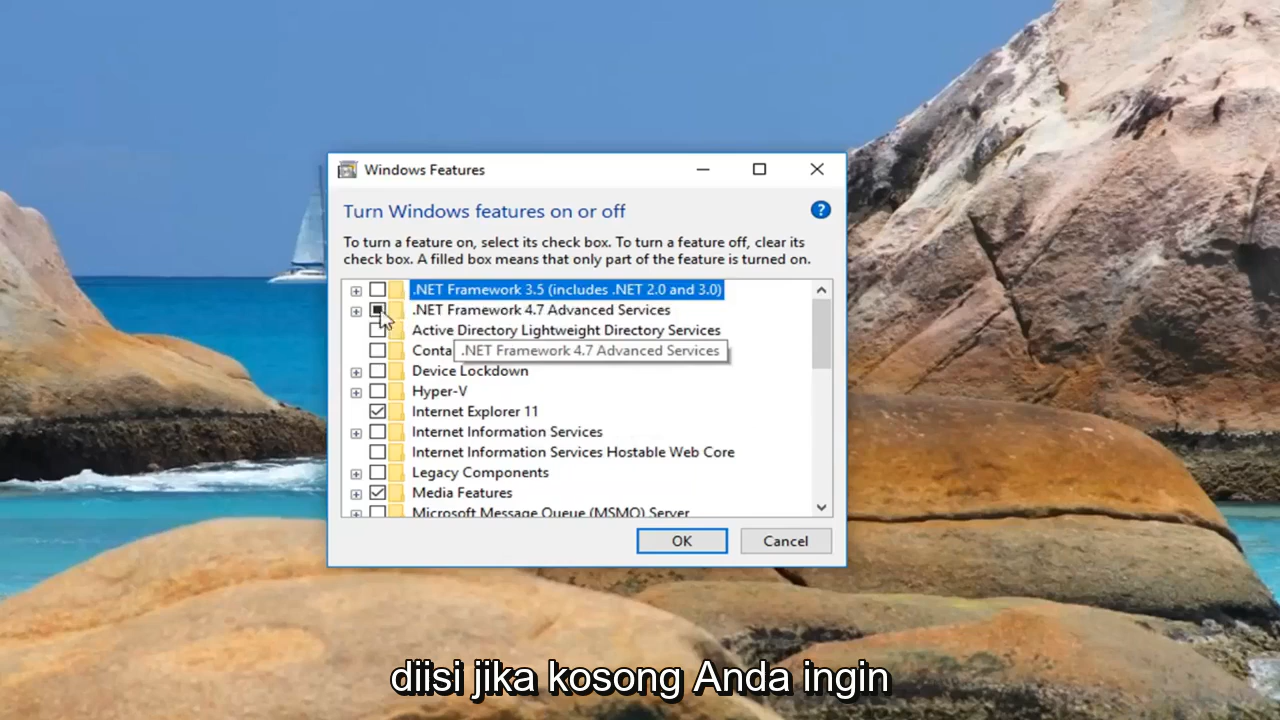 Windows Features
Turn Windows features on or off
To turn a feature on, select its check box. To turn a feature off, clear its
check box. A filled box means that only part of the feature is turned on.
.NET Framework 3.5 (includes .NET 2.0 and 3.0)
.NET Framework 4.7 Advanced Services
Active Directory Lightweight Directory Services
Conta
.NET Framework 4.7 Advanced Services
Device Lockdown
Hyper-V
Internet Explorer 11
Internet Information Services
Internet Information Services Hostable Web Core
Legacy Components
Media Features
Microsoft Message Queue (MSMQ) Server
OK
Cancel
diisi jika kosong Anda ingin